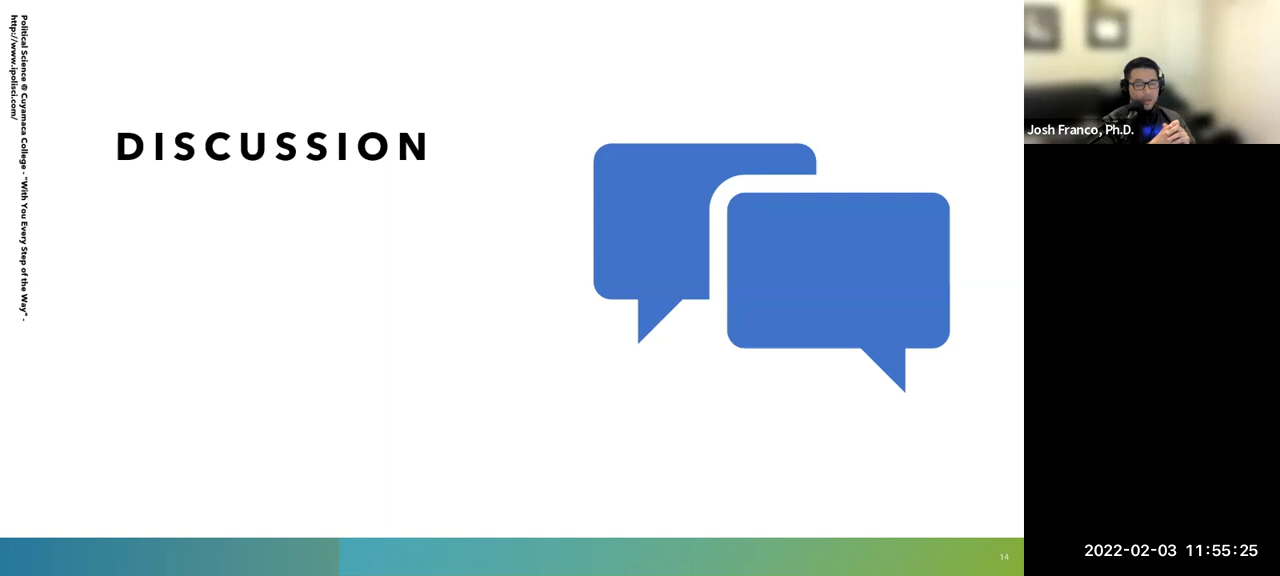 Political Science @ Cuyamaca College - "With You Every Step of the Way" -
http://www.ipolisci.com/
DISCUSSION
Josh Franco, Ph.D.
14
2022-02-03 11:55:25